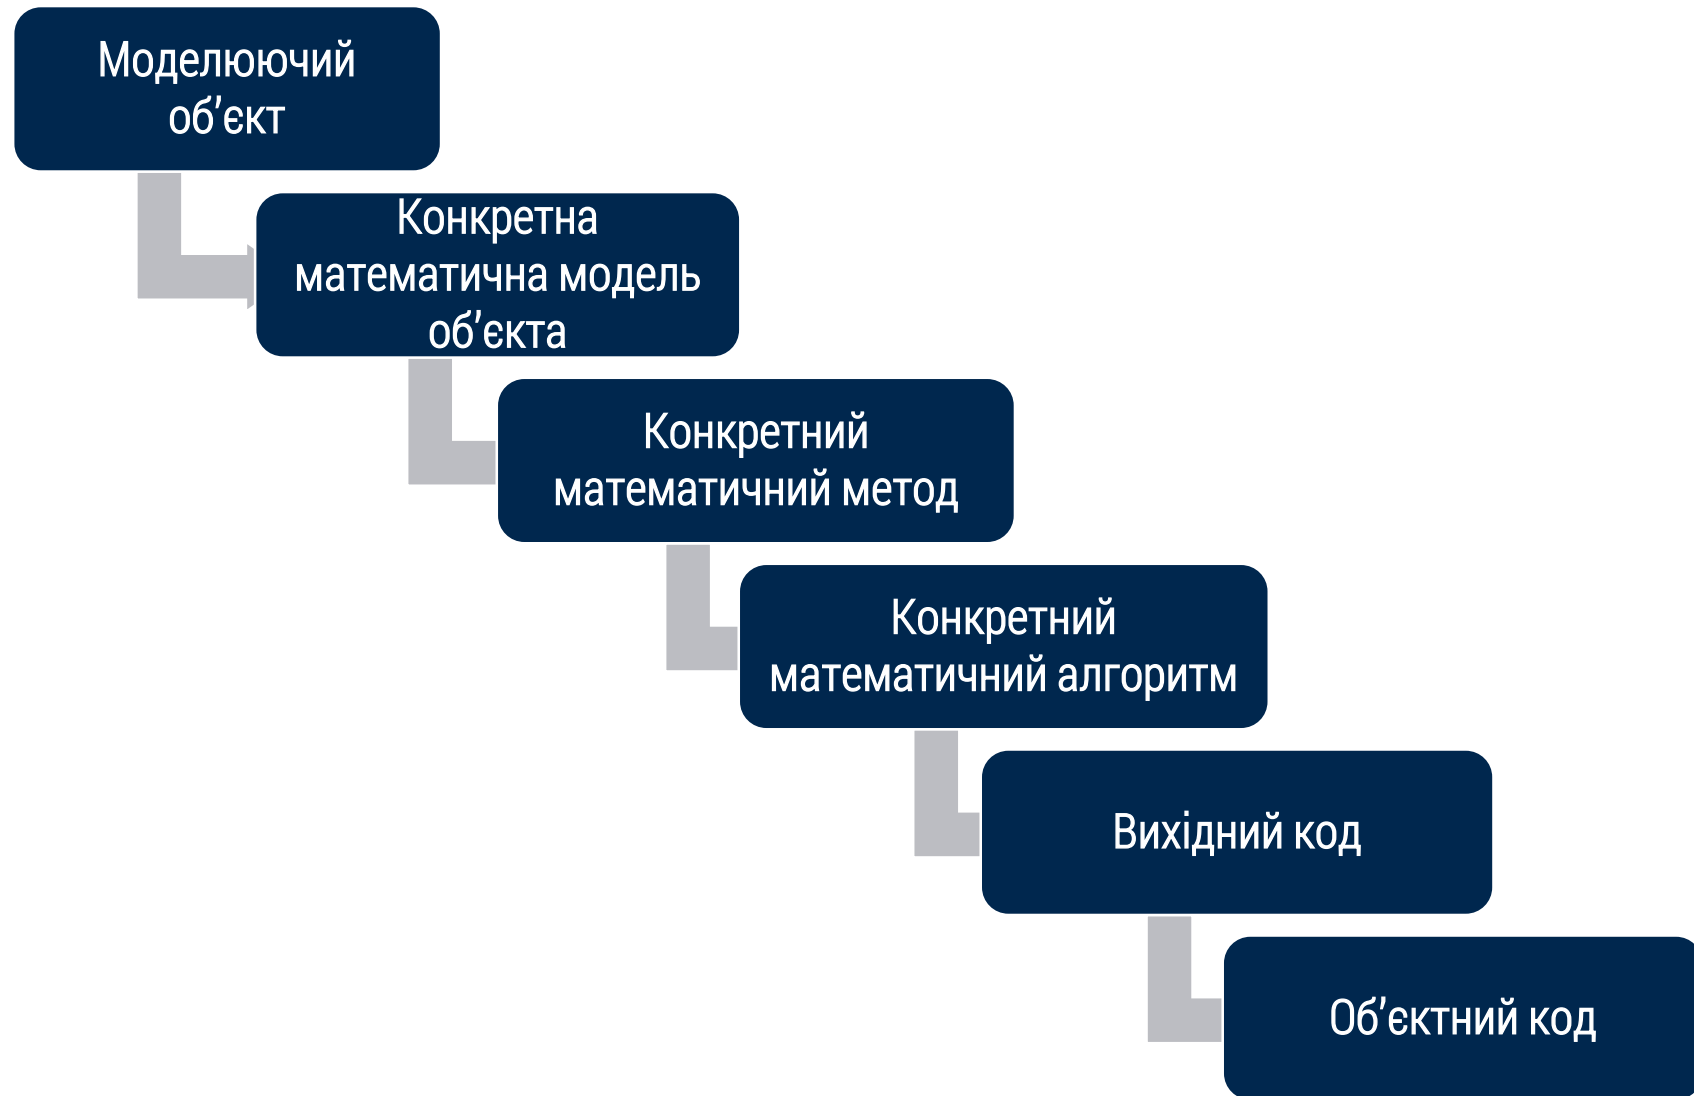 Моделюючий
об’єкт
Конкретна
математична модель
об’єкта
Конкретний
математичний метод
Конкретний
математичний алгоритм
Вихідний код
Об’єктний код